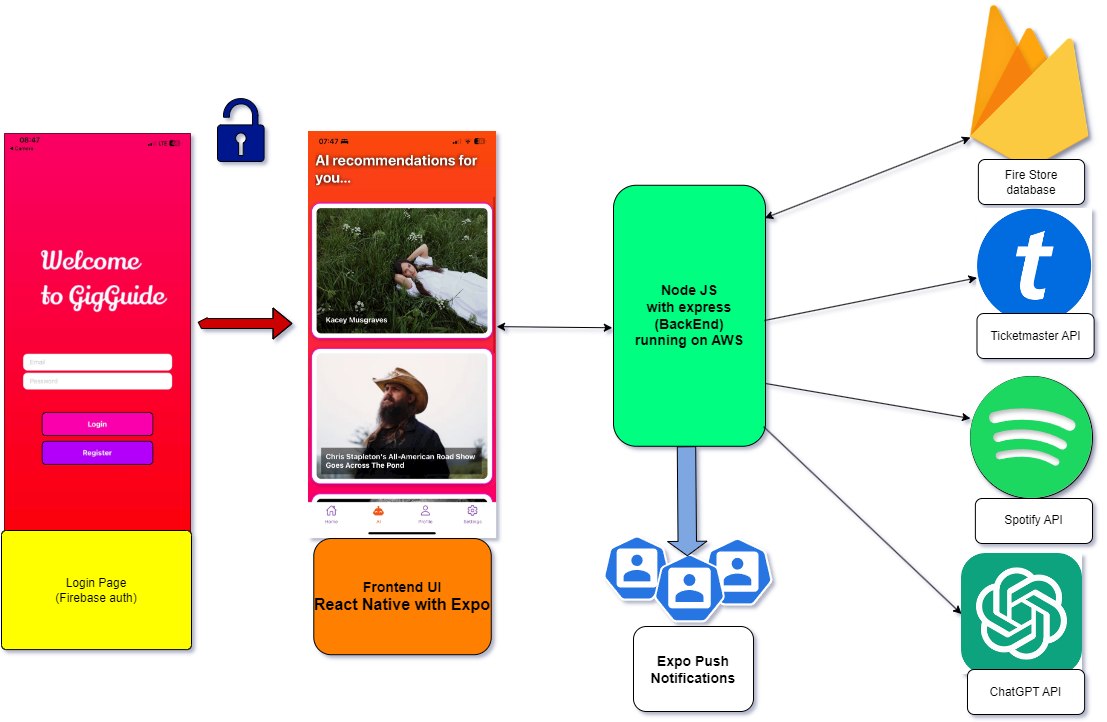 08:47
LTE
Camera
Welcome
to GigGuide
Email
Password
Login
Register
Login Page
(Firebase auth)
07:47
AI recommendations for
you...
Kacey Musgraves
Chris Stapleton's All-American Road Show
Goes Across The Pond
Home
AI
Profile
Settings
Frontend UI
React Native with Expo
Node JS
with express
(BackEnd)
running on AWS
Expo Push
Notifications
Fire Store
database
t
Ticketmaster API
Spotify API
ChatGPT API